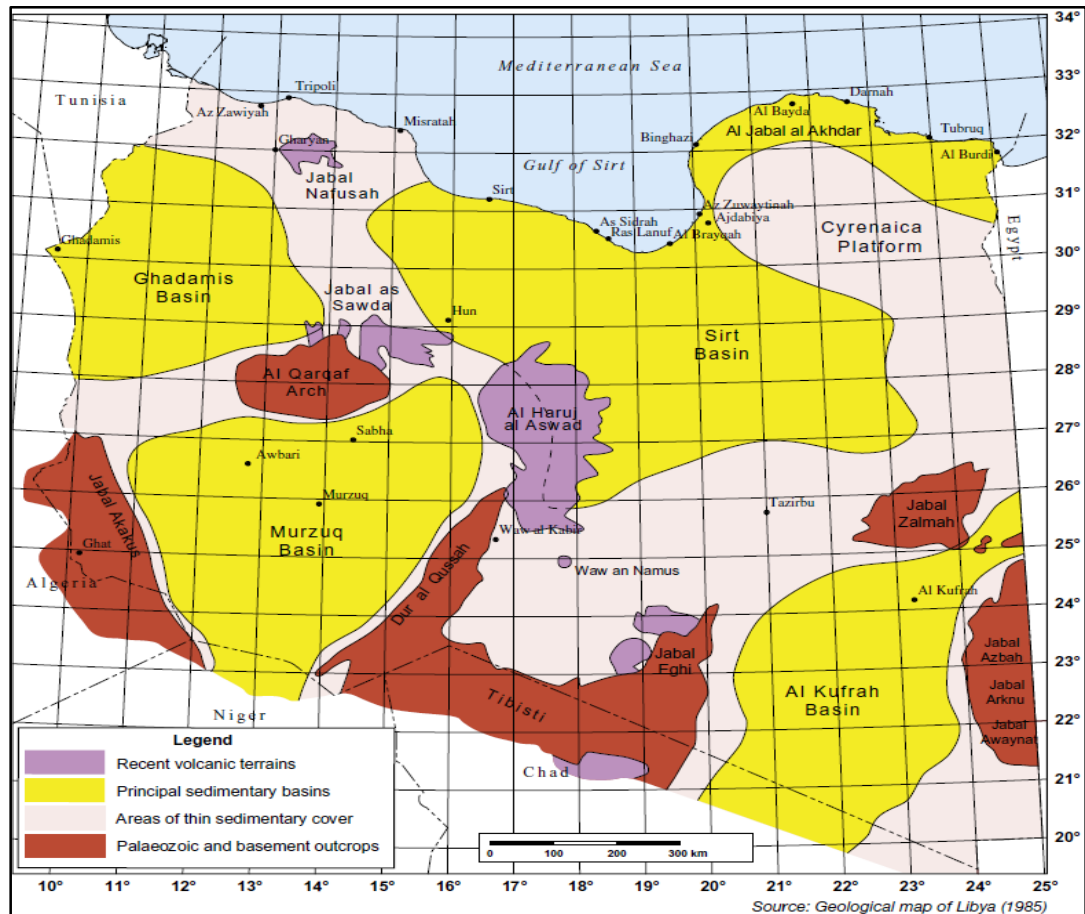 34°
Mediterranean Sea
33°
Tunisia
Tripoli
Az Zawiyah
Misratah
Darnah
Al Bayda
Al Jabal al Akhdar
Tubruq
32°
Binghazi
Al Burdi
Gharyan
Gulf of Sirt
Jabal
Nafusah
31°
Sirt
Az Zuwaytinah
Ajdabiya
As Sidrah
Ras Lanuf
Al Brayqah
Cyrenaica
Platform
Egypt
30°
Ghadamis
Ghadamis
Basin
Jabal as
Sawda
Hun
29°
Sirt
Basin
28°
Al Qarqaf
Arch
Al Haruj
al Aswad
27°
Sabha
Awbari
26°
Jabal Akakus
Murzuq
Murzuq
Basin
Tazirbu
Jabal
Zalmah
Waw al Kabir
25°
Ghat
Algeria
Dur al Qussah
Waw an Namus
Al Kufrah
24°
Jabal
Eghi
Jabal
Azbah
23°
Tibisti
Al Kufrah
Basin
Jabal
Arknu
22°
Jabal
Awaynat
Niger
Chad
21°
20°
Legend
Recent volcanic terrains
Principal sedimentary basins
Areas of thin sedimentary cover
Palaeozoic and basement outcrops
0 100 200 300 km
10° 11° 12° 13° 14° 15° 16° 17° 18° 19° 20° 21° 22° 23° 24° 25°
Source: Geological map of Libya (1985)